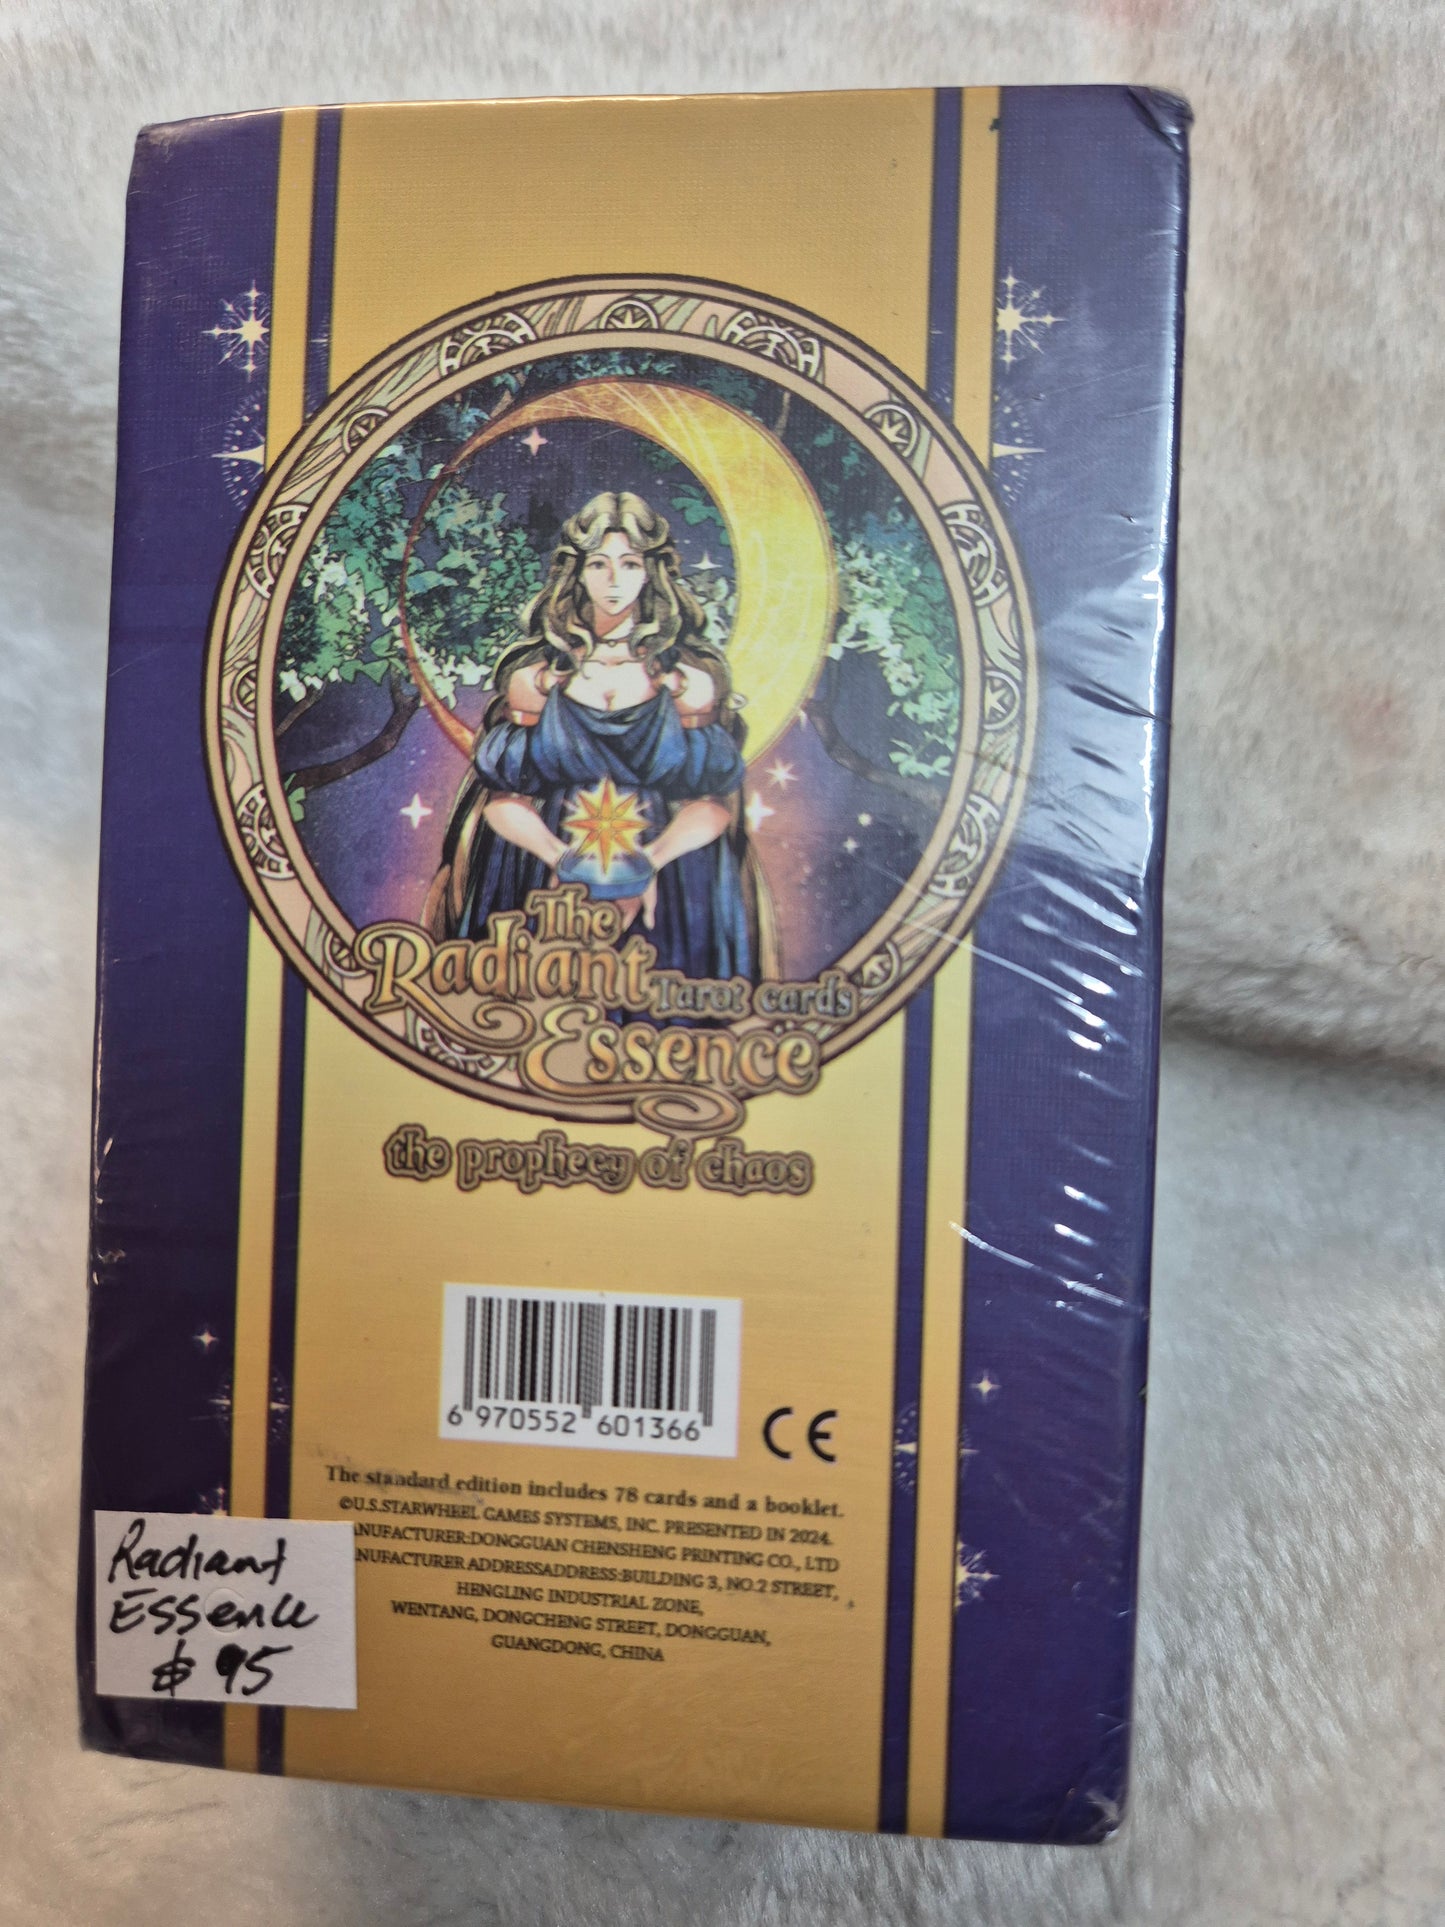 The
Radiant Tarot cards
Essence
the prophecy of chaos
6 970552 601366
CE
The standard edition includes 78 cards and a booklet.
©U.S.STARWHEEL GAMES SYSTEMS, INC. PRESENTED IN 2024.
ANUFACTURER:DONGGUAN CHENSHENG PRINTING CO., LTD
NUFACTURER ADDRESSADDRESS:BUILDING 3, NO.2 STREET,
HENGLING INDUSTRIAL ZONE,
WENTANG, DONGCHENG STREET, DONGGUAN,
GUANGDONG, CHINA
Radiant
Essence
$ 95